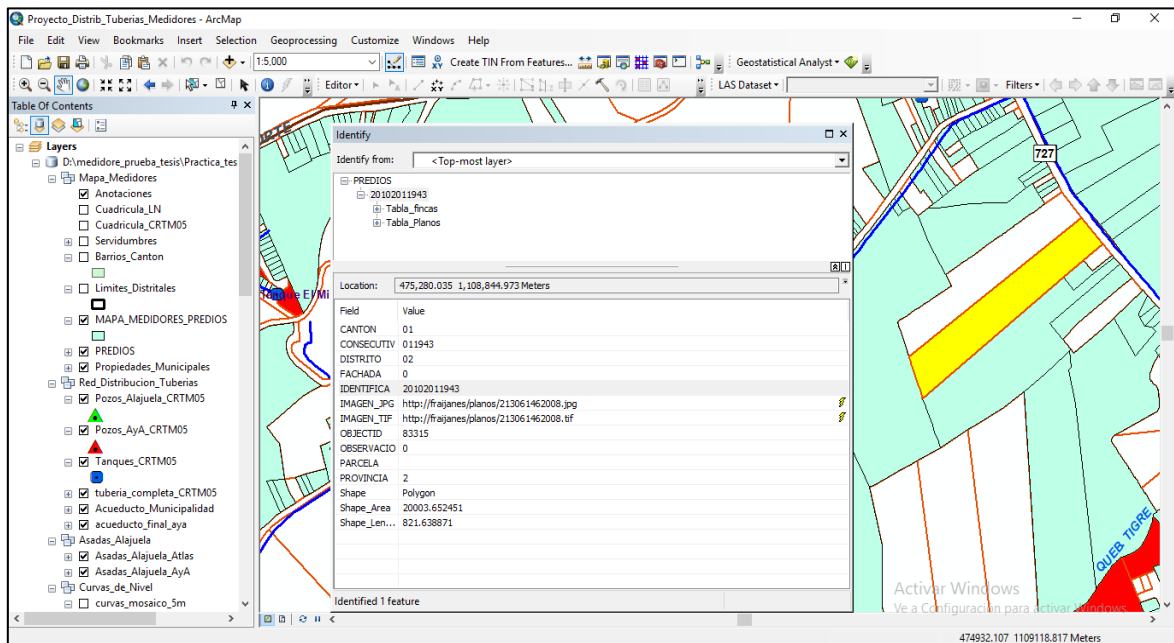 Proyecto_Distrib_Tuberias_Medidores - ArcMap
File Edit View Bookmarks Insert Selection Geoprocessing Customize Windows Help
1:5,000 Create TIN From Features... Geostatistical Analyst
Editor LAS Dataset Filters
Table Of Contents
Layers
D:\medidore_prueba_tesis\Practica_tes
Mapa_Medidores
Anotaciones
Cuadricula_LN
Cuadricula_CRTM05
Servidumbres
Barrios_Canton
Limites_Distritales
MAPA_MEDIDORES_PREDIOS
PREDIOS
Propiedades_Municipales
Red_Distribucion_Tuberias
Pozos_Alajuela_CRTM05
Pozos_AyA_CRTM05
Tanques_CRTM05
tuberia_completa_CRTM05
Acueducto_Municipalidad
acueducto_final_aya
Asadas_Alajuela
Asadas_Alajuela_Atlas
Asadas_Alajuela_AyA
Curvas_de_Nivel
curvas_mosaico_5m
Identify
Identify from: <Top-most layer>
PREDIOS
20102011943
Tabla_fincas
Tabla_Planos
Location: 475,280.035 1,108,844.973 Meters
Field Value
CANTON 01
CONSECUTIV 011943
DISTRITO 02
FACHADA 0
IDENTIFICA 20102011943
IMAGEN_JPG http://fraijanes/planos/213061462008.jpg
IMAGEN_TIF http://fraijanes/planos/213061462008.tif
OBJECTID 83315
OBSERVACIO 0
PARCELA
PROVINCIA 2
Shape Polygon
Shape_Area 20003.652451
Shape_Len... 821.638871
Identified 1 feature
Tanque El Mi
727
QUEB. TIGRE
Activar Windows
Ve a Configuración para activar Windows.
474932.107 1109118.817 Meters